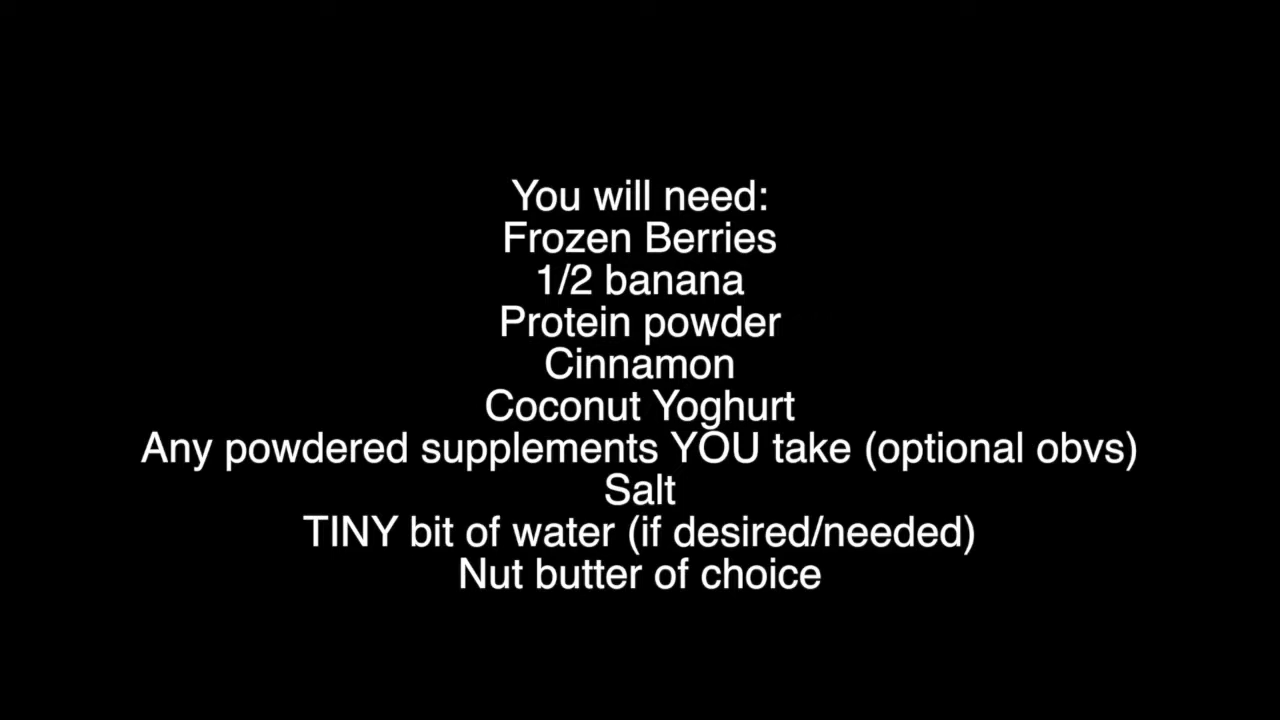 You will need:
Frozen Berries
1/2 banana
Protein powder
Cinnamon
Coconut Yoghurt
Any powdered supplements YOU take (optional obvs)
Salt
TINY bit of water (if desired/needed)
Nut butter of choice